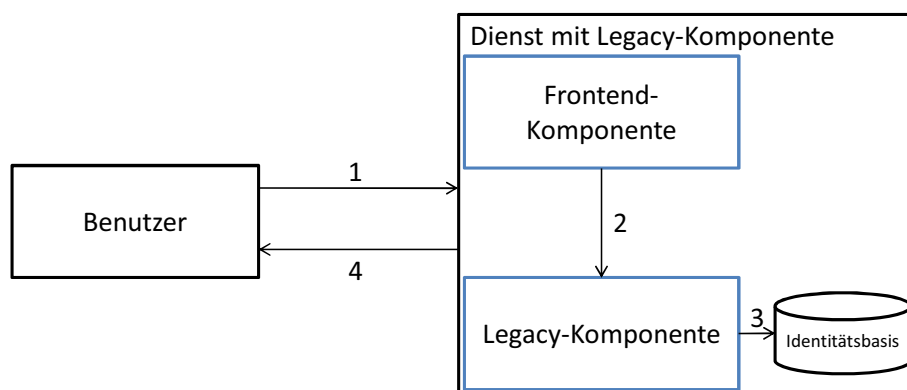 Dienst mit Legacy-Komponente
Frontend-
Komponente
1
Benutzer
2
4
Legacy-Komponente
3
Identitätsbasis